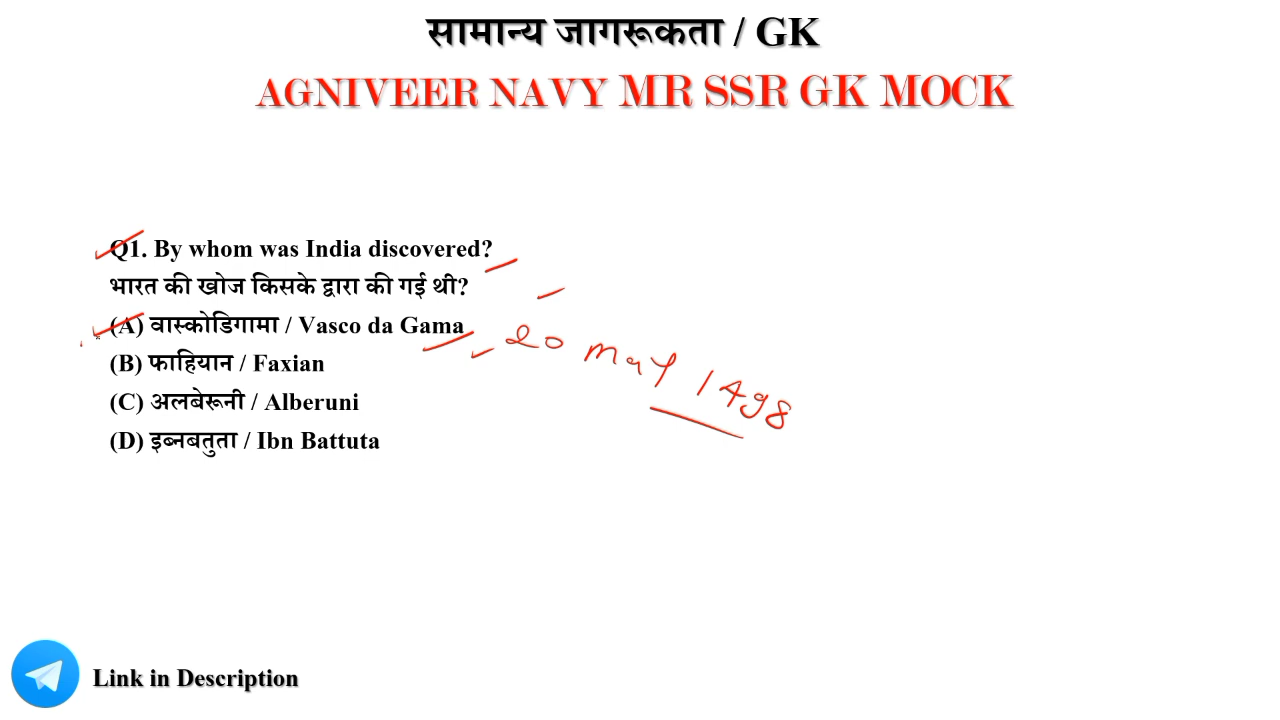 सामान्य जागरूकता / GK
AGNIVEER NAVY MR SSR GK MOCK
Q1. By whom was India discovered?
भारत की खोज किसके द्वारा की गई थी?
(A) वास्कोडिगामा / Vasco da Gama
20 May 1498
(B) फाहियान / Faxian
(C) अलबेरूनी / Alberuni
(D) इब्नबतुता / Ibn Battuta
Link in Description